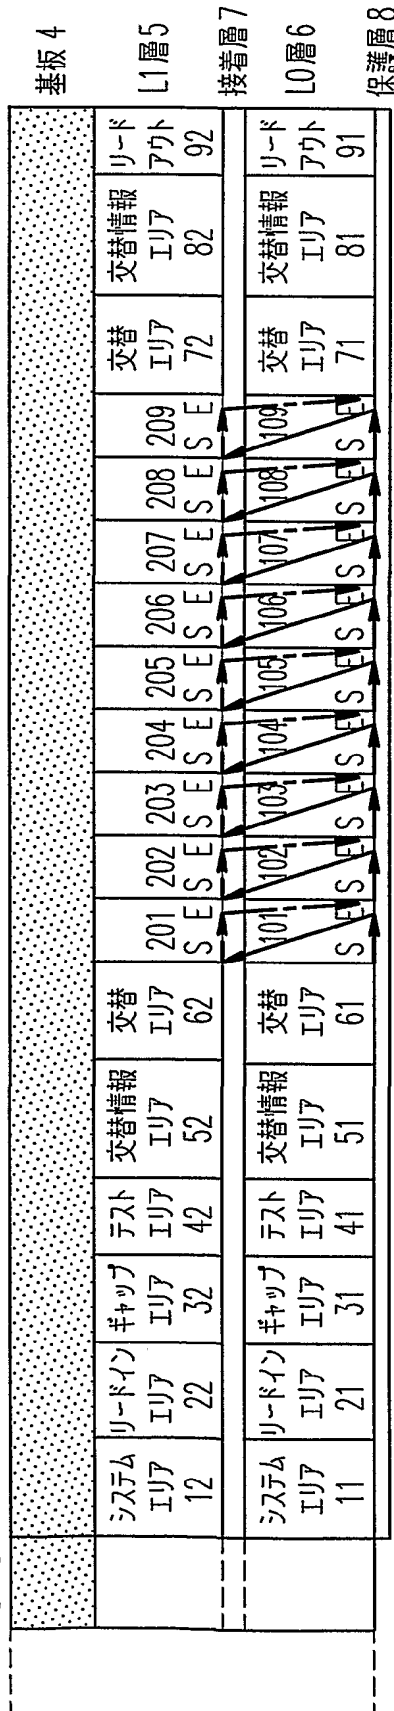 基板 4
L1層5
接着層 7
L0層6
保護層 8
システム
エリア
12
リードイン
エリア
22
ギャップ
エリア
32
テスト
エリア
42
交替情報
エリア
52
交替
エリア
62
201
S E
202
S E
203
S E
204
S E
205
S E
206
S E
207
S E
208
S E
209
S E
交替
エリア
72
交替情報
エリア
82
リード
アウト
92
システム
エリア
11
リードイン
エリア
21
ギャップ
エリア
31
テスト
エリア
41
交替情報
エリア
51
交替
エリア
61
101
S E
102
S E
103
S E
104
S E
105
S E
106
S E
107
S E
108
S E
109
S E
交替
エリア
71
交替情報
エリア
81
リード
アウト
91